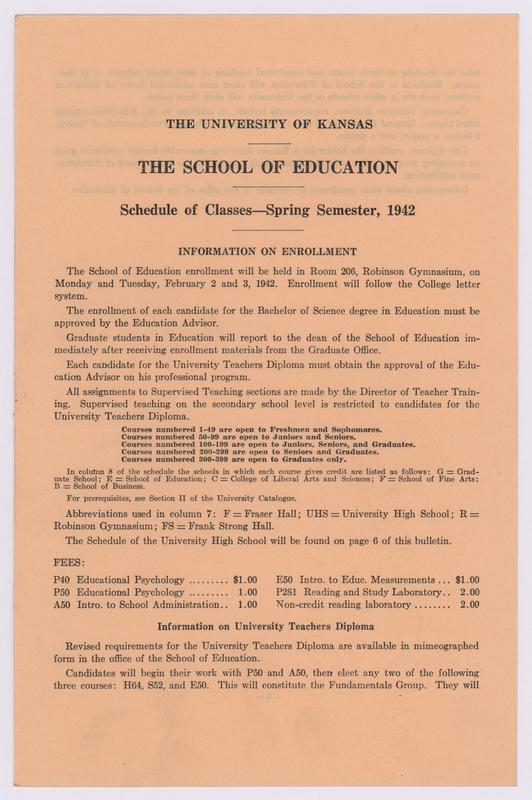 THE UNIVERSITY OF KANSAS
THE SCHOOL OF EDUCATION
Schedule of Classes—Spring Semester, 1942
INFORMATION ON ENROLLMENT
The School of Education enrollment will be held in Room 206, Robinson Gymnasium, on
Monday and Tuesday, February 2 and 3, 1942. Enrollment will follow the College letter
system.
The enrollment of each candidate for the Bachelor of Science degree in Education must be
approved by the Education Advisor.
Graduate students in Education will report to the dean of the School of Education im-
mediately after receiving enrollment materials from the Graduate Office.
Each candidate for the University Teachers Diploma must obtain the approval of the Edu-
cation Advisor on his professional program.
All assignments to Supervised Teaching sections are made by the Director of Teacher Train-
ing. Supervised teaching on the secondary school level is restricted to candidates for the
University Teachers Diploma.
Courses numbered 1-49 are open to Freshmen and Sophomores.
Courses numbered 50-99 are open to Juniors and Seniors.
Courses numbered 100-199 are open to Juniors, Seniors, and Graduates.
Courses numbered 200-299 are open to Seniors and Graduates.
Courses numbered 300-399 are open to Graduates only.
In column 8 of the schedule the schools in which each course gives credit are listed as follows: G = Grad-
uate School; E = School of Education; C = College of Liberal Arts and Sciences; F = School of Fine Arts;
B = School of Business.
For prerequisites, see Section II of the University Catalogue.
Abbreviations used in column 7: F = Fraser Hall; UHS = University High School; R =
Robinson Gymnasium; FS = Frank Strong Hall.
The Schedule of the University High School will be found on page 6 of this bulletin.
FEES:
P40 Educational Psychology ......... $1.00 E50 Intro. to Educ. Measurements ... $1.00
P50 Educational Psychology ......... 1.00 P281 Reading and Study Laboratory.. 2.00
A50 Intro. to School Administration.. 1.00 Non-credit reading laboratory ........ 2.00
Information on University Teachers Diploma
Revised requirements for the University Teachers Diploma are available in mimeographed
form in the office of the School of Education.
Candidates will begin their work with P50 and A50, then elect any two of the following
three courses: H64, S52, and E50. This will constitute the Fundamentals Group. They will